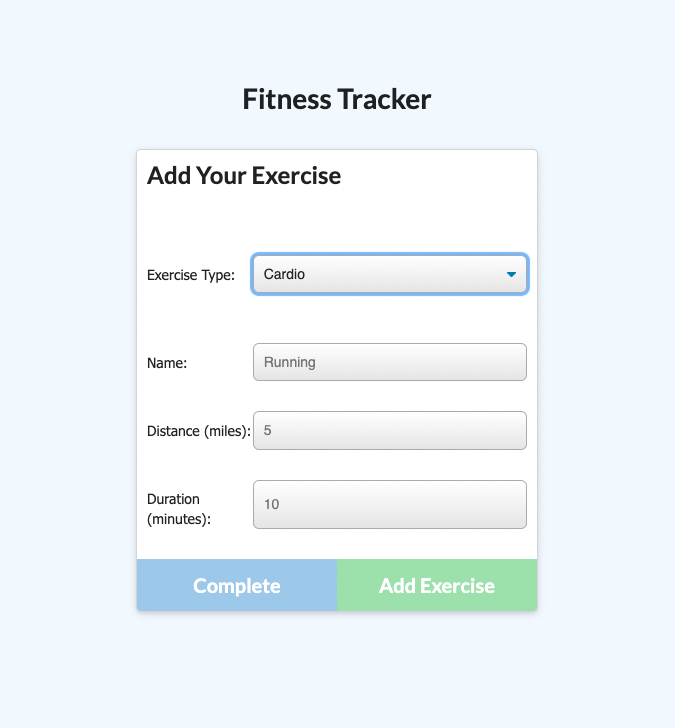 Fitness Tracker
Add Your Exercise
Exercise Type: Cardio
Name: Running
Distance (miles): 5
Duration (minutes): 10
Complete Add Exercise